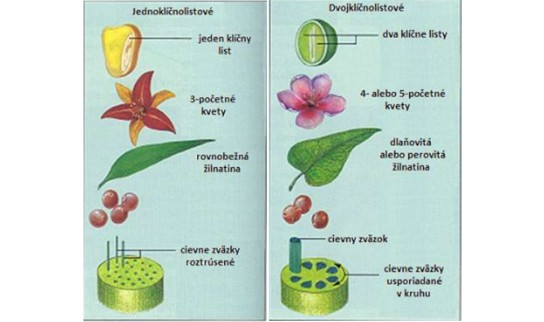 Jednoklíčnolistové
jeden klíčny
list
3-početné
kvety
rovnobežná
žilnatina
cievne zväzky
roztrúsené
Dvojklíčnolistové
dva klíčne listy
4- alebo 5-početné
kvety
dlaňovitá
alebo perovitá
žilnatina
cievny zväzok
cievne zväzky
usporiadané
v kruhu